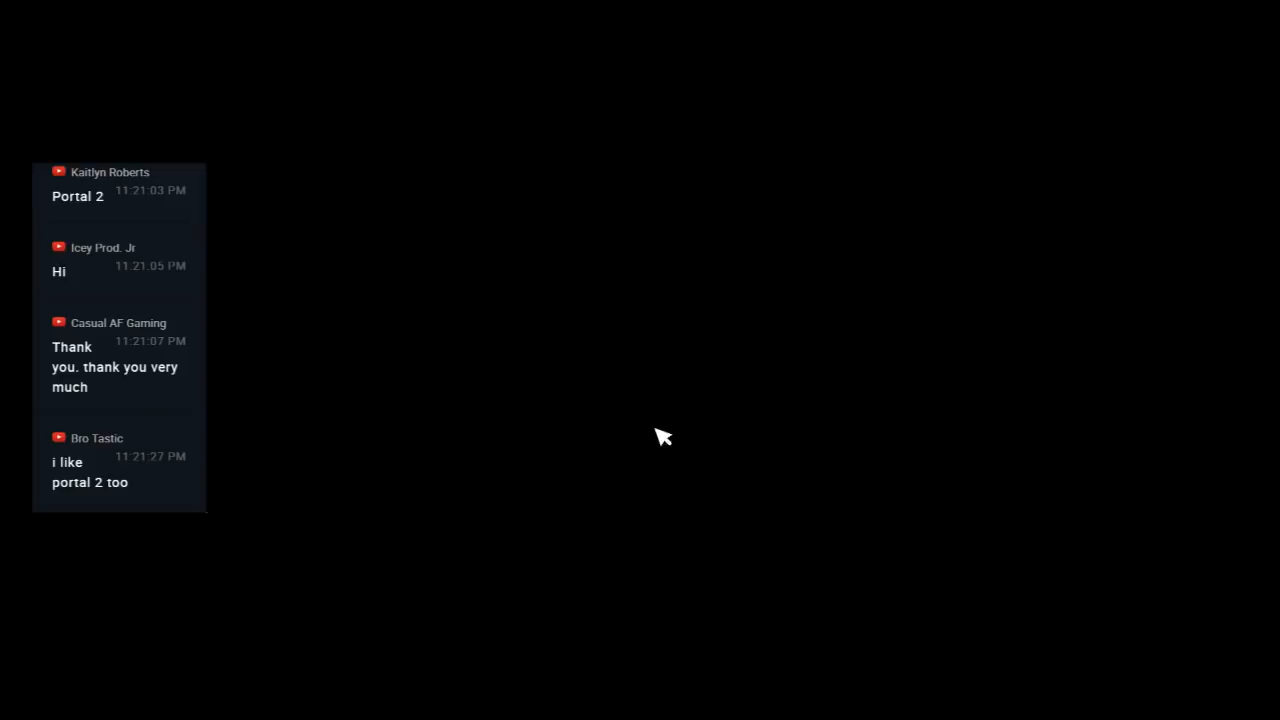 Kaitlyn Roberts
Portal 2 11:21:03 PM
Icey Prod. Jr
Hi 11:21:05 PM
Casual AF Gaming
Thank 11:21:07 PM
you. thank you very
much
Bro Tastic
i like 11:21:27 PM
portal 2 too